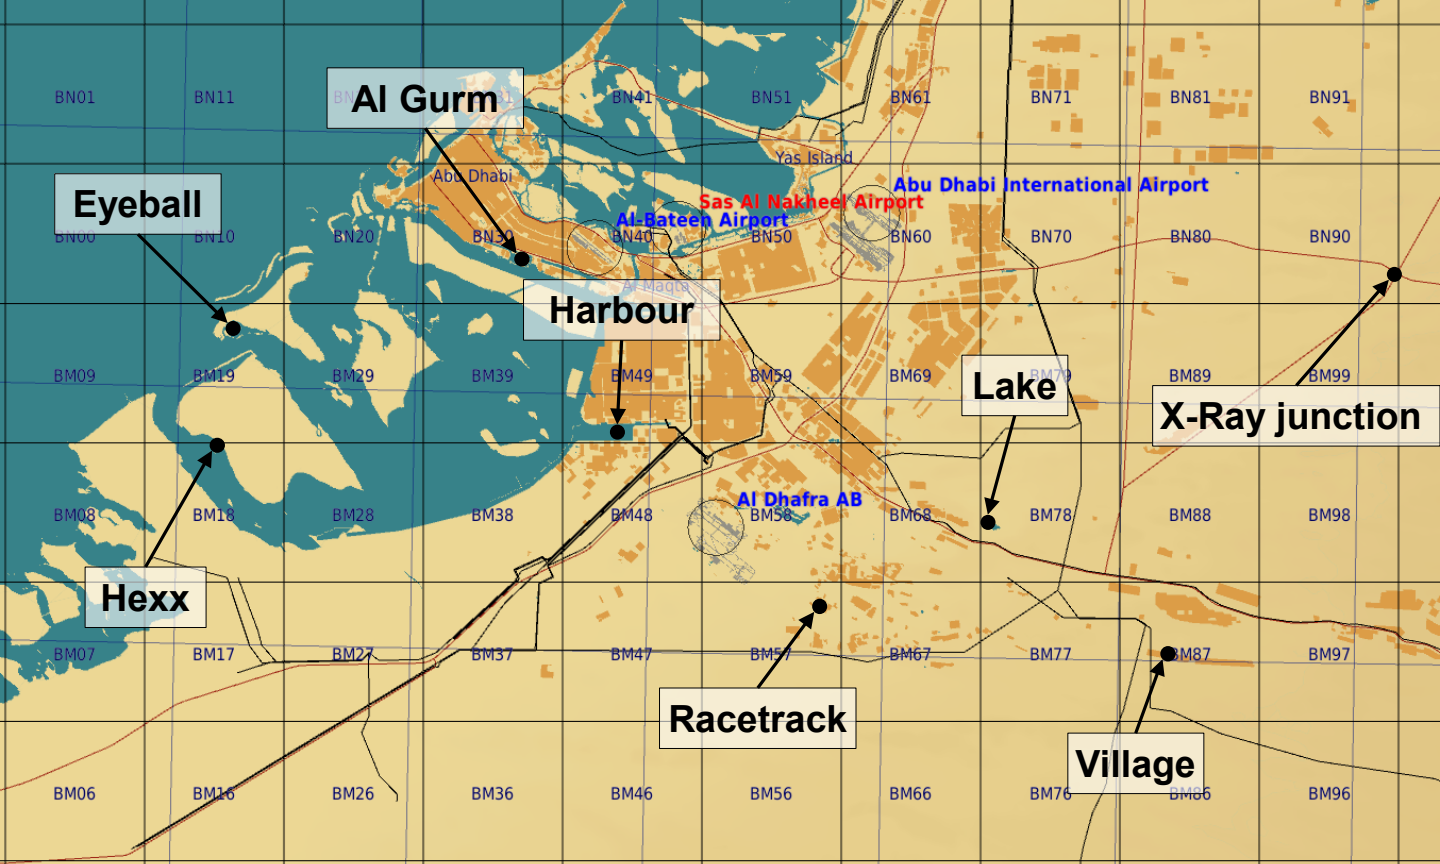 BN01
BN11
BN41
BN51
BN61
BN71
BN81
BN91
Al Gurm
Yas Island
Abu Dhabi
Abu Dhabi International Airport
Eyeball
Sas Al Nakheel Airport
Al-Bateen Airport
BN00
BN10
BN20
BN30
BN40
BN50
BN60
BN70
BN80
BN90
Al Maqta
Harbour
BM09
BM19
BM29
BM39
BM49
BM59
BM69
BM79
BM89
BM99
Lake
X-Ray junction
Al Dhafra AB
BM08
BM18
BM28
BM38
BM48
BM58
BM68
BM78
BM88
BM98
Hexx
BM07
BM17
BM27
BM37
BM47
BM57
BM67
BM77
BM87
BM97
Racetrack
Village
BM06
BM16
BM26
BM36
BM46
BM56
BM66
BM76
BM86
BM96